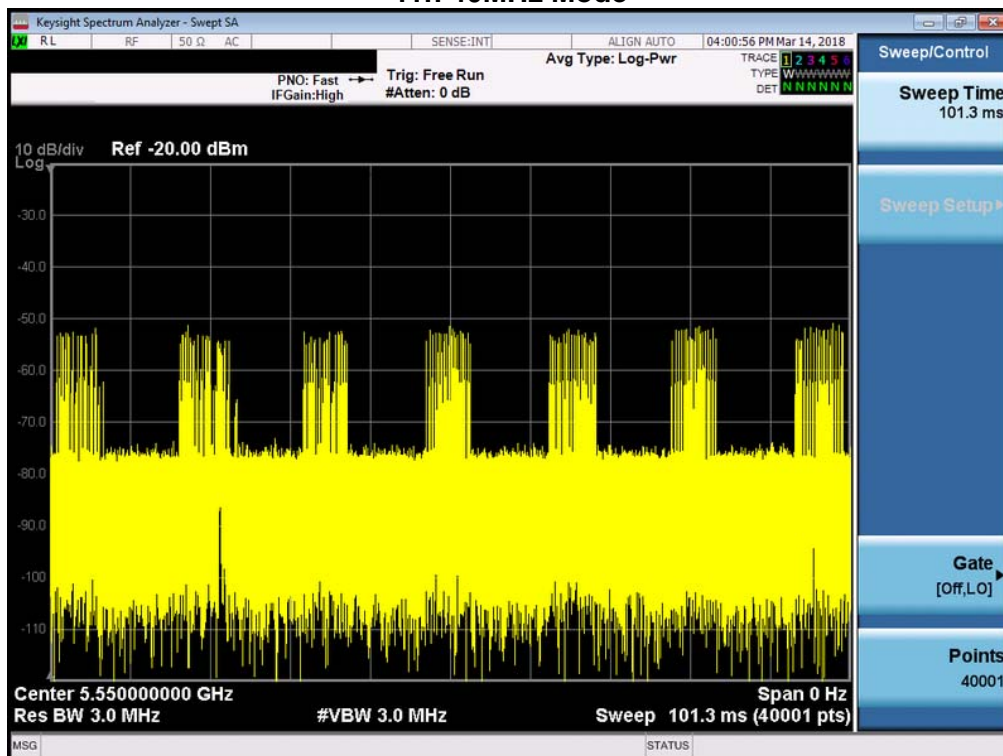 Keysight Spectrum Analyzer - Swept SA
LXI RL RF 50 Ω AC SENSE:INT ALIGN AUTO 04:00:56 PM Mar 14, 2018
Avg Type: Log-Pwr
TRACE 1 2 3 4 5 6
PNO: Fast Trig: Free Run
TYPE W
IFGain:High #Atten: 0 dB
DET N N N N N N
10 dB/div Ref -20.00 dBm
Log
-30.0
-40.0
-50.0
-60.0
-70.0
-80.0
-90.0
-100
-110
Center 5.550000000 GHz Span 0 Hz
Res BW 3.0 MHz #VBW 3.0 MHz Sweep 101.3 ms (40001 pts)
MSG STATUS
Sweep/Control
Sweep Time
101.3 ms
Sweep Setup
Gate
[Off,LO]
Points
40001